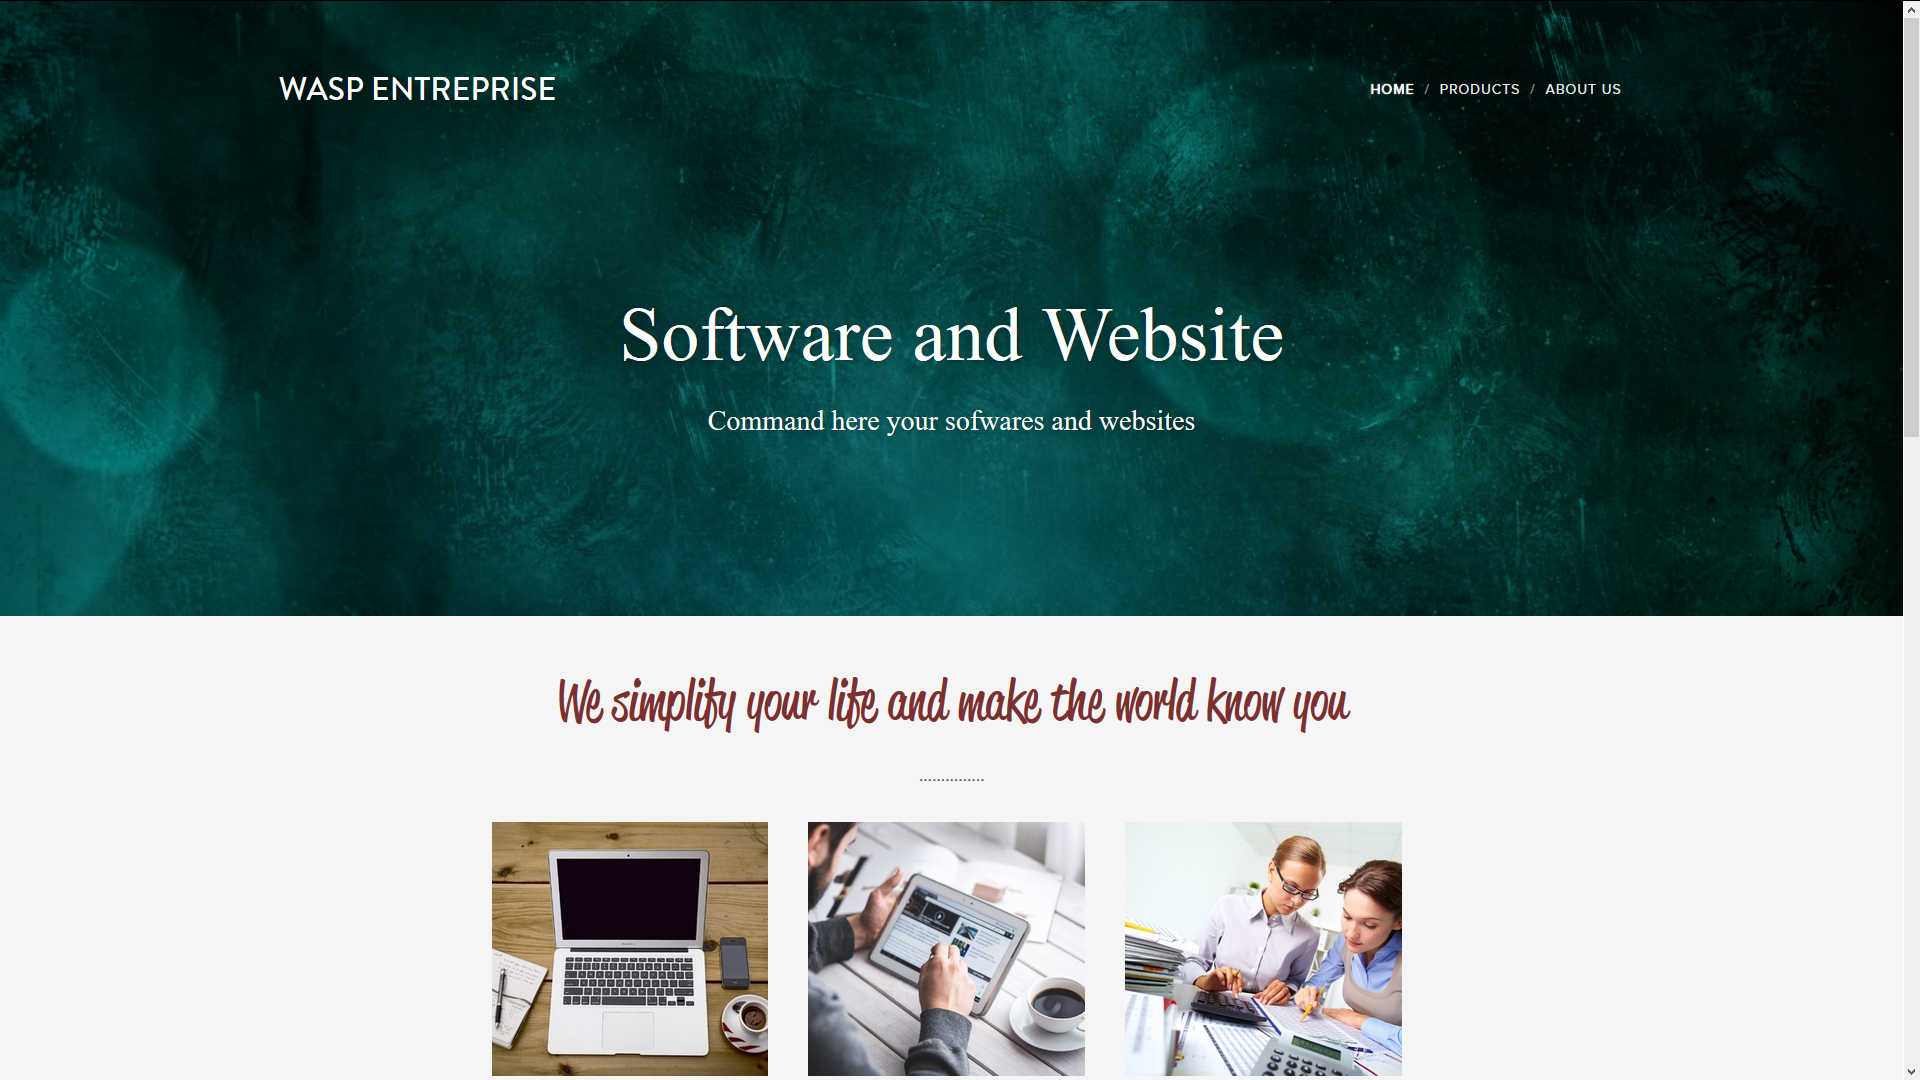 WASP ENTREPRISE
HOME / PRODUCTS / ABOUT US
Software and Website
Command here your sofwares and websites
We simplify your life and make the world know you